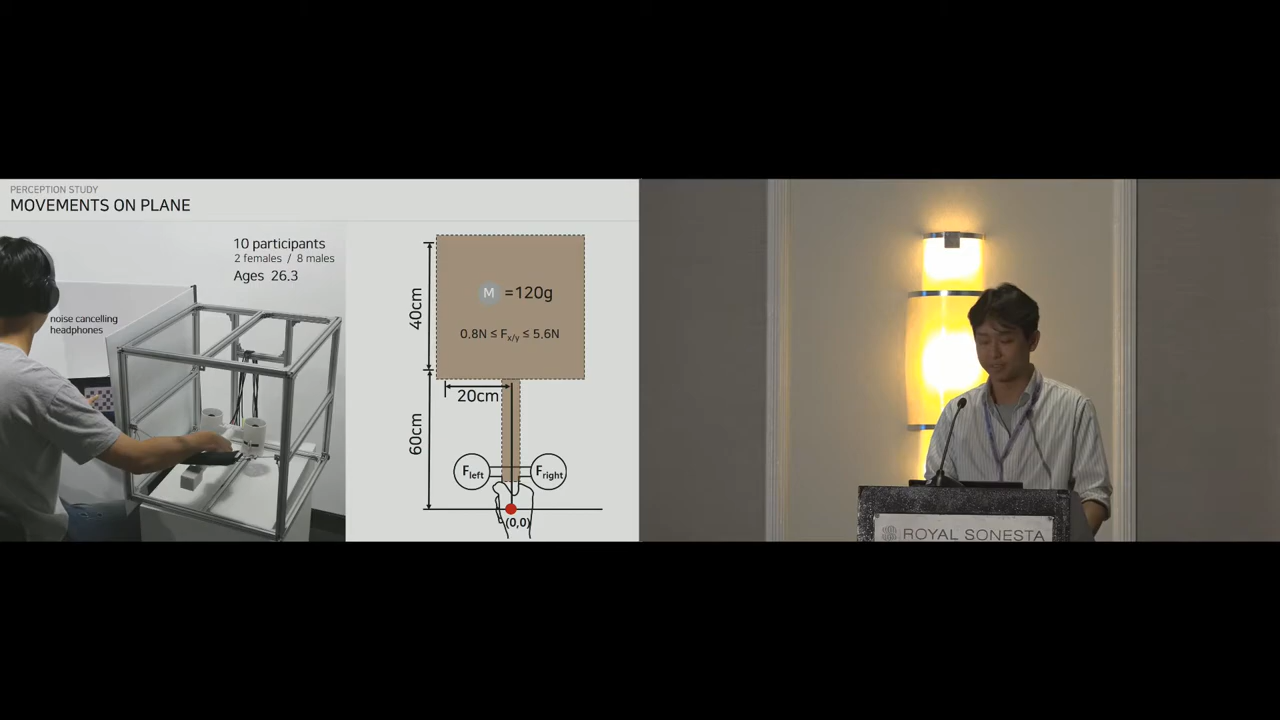 PERCEPTION STUDY
MOVEMENTS ON PLANE
10 participants
2 females / 8 males
Ages 26.3
noise cancelling
headphones
40cm
M =120g
0.8N ≤ Fx/y ≤ 5.6N
20cm
60cm
Fleft
Fright
(0,0)
ROYAL SONESTA